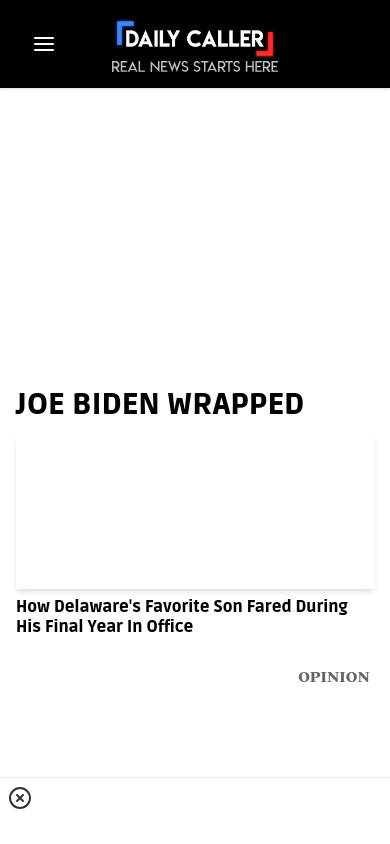 DAILY CALLER
REAL NEWS STARTS HERE
JOE BIDEN WRAPPED
How Delaware's Favorite Son Fared During
His Final Year In Office
OPINION